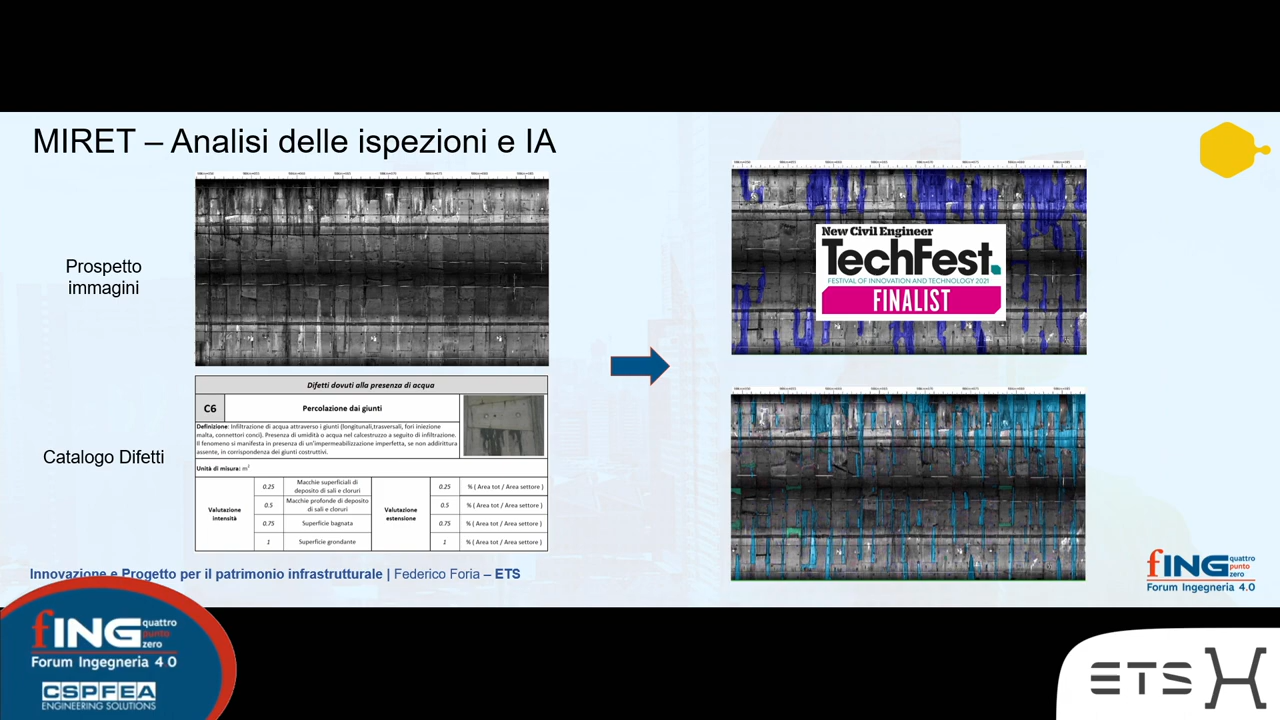 MIRET – Analisi delle ispezioni e IA
Prospetto
immagini
New Civil Engineer
TechFest.
FESTIVAL OF INNOVATION AND TECHNOLOGY 2021
FINALIST
Catalogo Difetti
Difetti dovuti alla presenza di acqua
C6
Percolazione dai giunti
Definizione: Infiltrazione di acqua attraverso i giunti (longitunali,trasversali, fori iniezione
malta, connettori conci). Presenza di umidità o acqua nel calcestruzzo a seguito di infiltrazione.
Il fenomeno si manifesta in presenza di un'impermeabilizzazione imperfetta, se non addirittura
assente, in corrispondenza dei giunti costruttivi.
Unità di misura: m²
Valutazione
intensità
0.25
Macchie superficiali di
deposito di sali e cloruri
0.5
Macchie profonde di deposito
di sali e cloruri
0.75
Superficie bagnata
1
Superficie grondante
Valutazione
estensione
0.25
% ( Area tot / Area settore )
0.5
% ( Area tot / Area settore )
0.75
% ( Area tot / Area settore )
1
% ( Area tot / Area settore )
Innovazione e Progetto per il patrimonio infrastrutturale | Federico Foria – ETS
fING quattro
punto
zero
Forum Ingegneria 4.0
fING quattro
punto
zero
Forum Ingegneria 4 0
CSPFEA
ENGINEERING SOLUTIONS
ETS